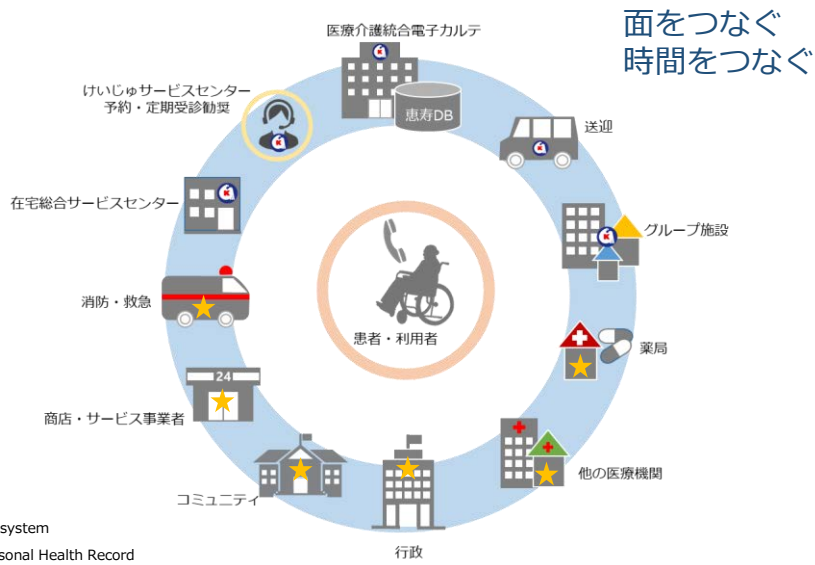 面をつなぐ
時間をつなぐ
医療介護統合電子カルテ
恵寿DB
けいじゅサービスセンター
予約・定期受診勧奨
送迎
在宅総合サービスセンター
グループ施設
消防・救急
患者・利用者
薬局
24
商店・サービス事業者
他の医療機関
コミュニティ
行政
system
sonal Health Record